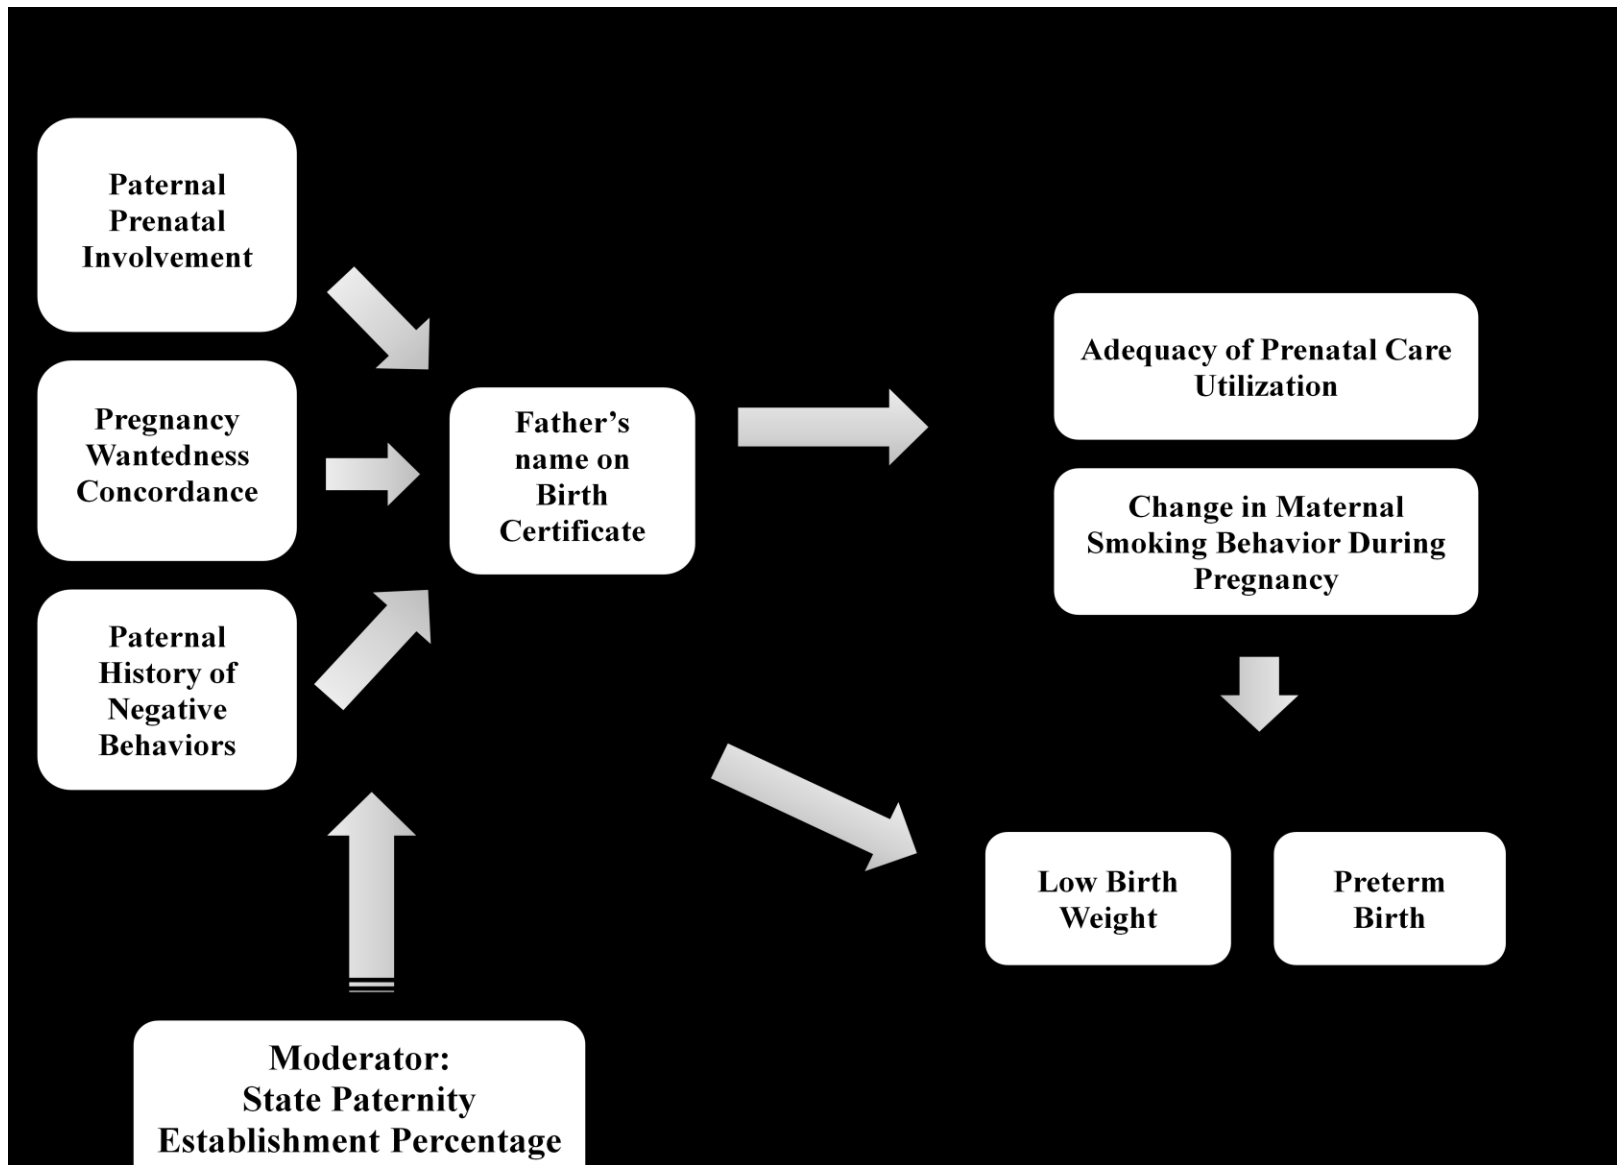 Paternal
Prenatal
Involvement
Pregnancy
Wantedness
Concordance
Paternal
History of
Negative
Behaviors
Father’s
name on
Birth
Certificate
Adequacy of Prenatal Care
Utilization
Change in Maternal
Smoking Behavior During
Pregnancy
Low Birth
Weight
Preterm
Birth
Moderator:
State Paternity
Establishment Percentage